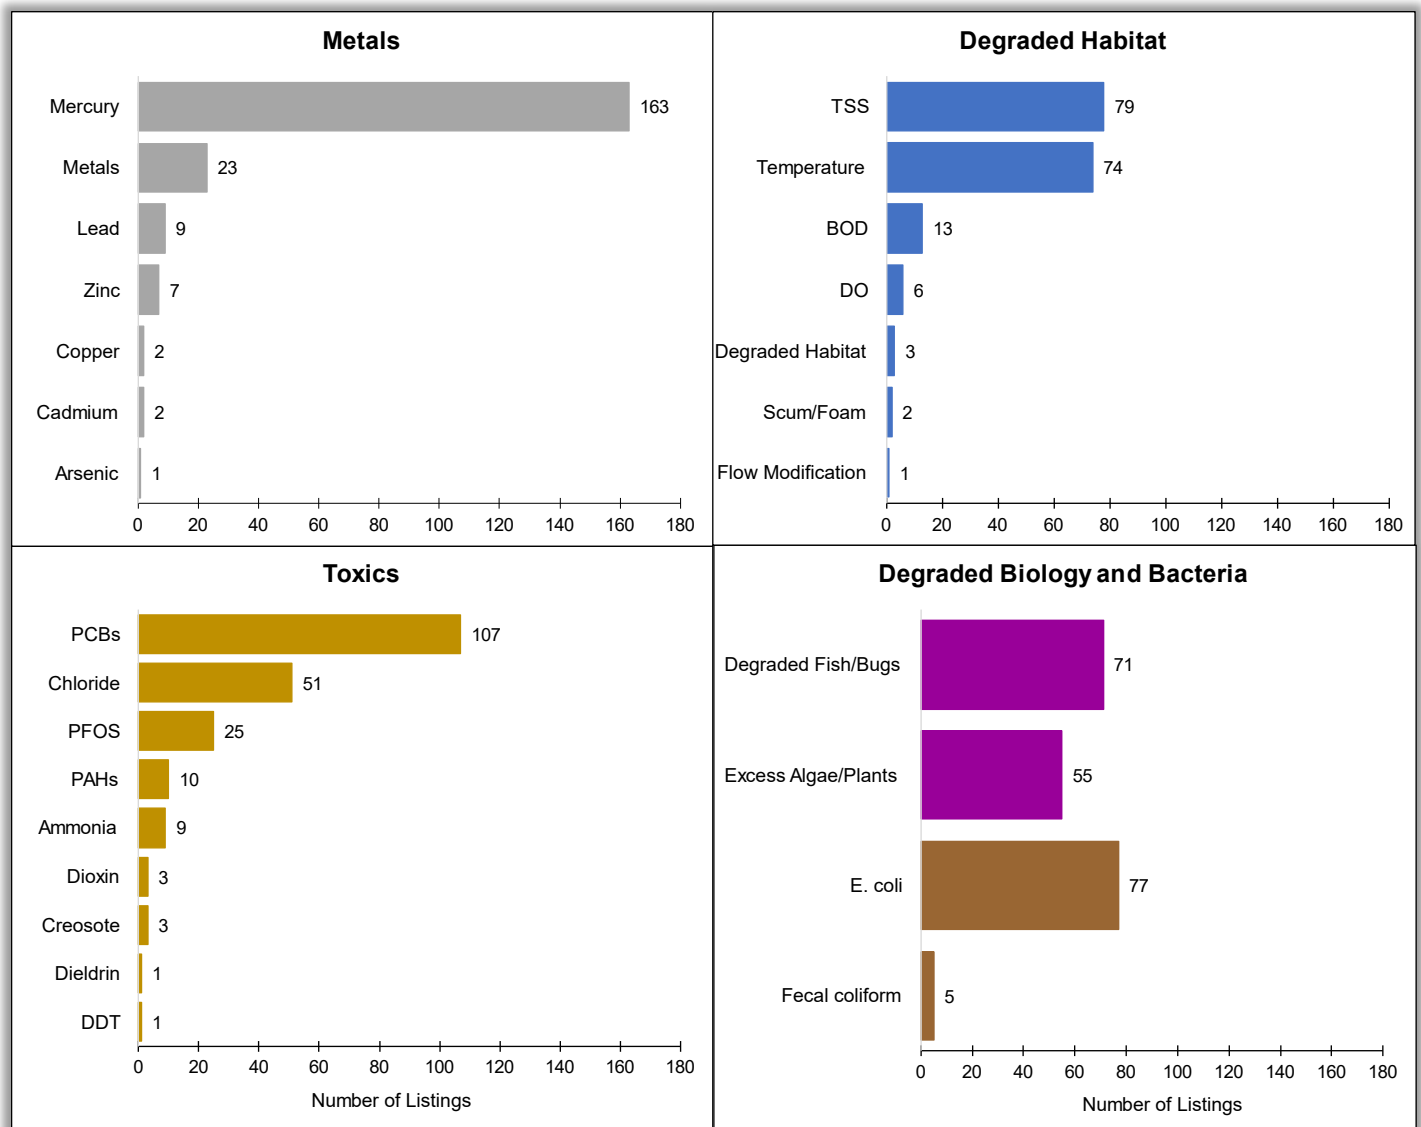 Metals
Mercury 163
Metals 23
Lead 9
Zinc 7
Copper 2
Cadmium 2
Arsenic 1
0 20 40 60 80 100 120 140 160 180
Degraded Habitat
TSS 79
Temperature 74
BOD 13
DO 6
Degraded Habitat 3
Scum/Foam 2
Flow Modification 1
0 20 40 60 80 100 120 140 160 180
Toxics
PCBs 107
Chloride 51
PFOS 25
PAHs 10
Ammonia 9
Dioxin 3
Creosote 3
Dieldrin 1
DDT 1
0 20 40 60 80 100 120 140 160 180
Number of Listings
Degraded Biology and Bacteria
Degraded Fish/Bugs 71
Excess Algae/Plants 55
E. coli 77
Fecal coliform 5
0 20 40 60 80 100 120 140 160 180
Number of Listings